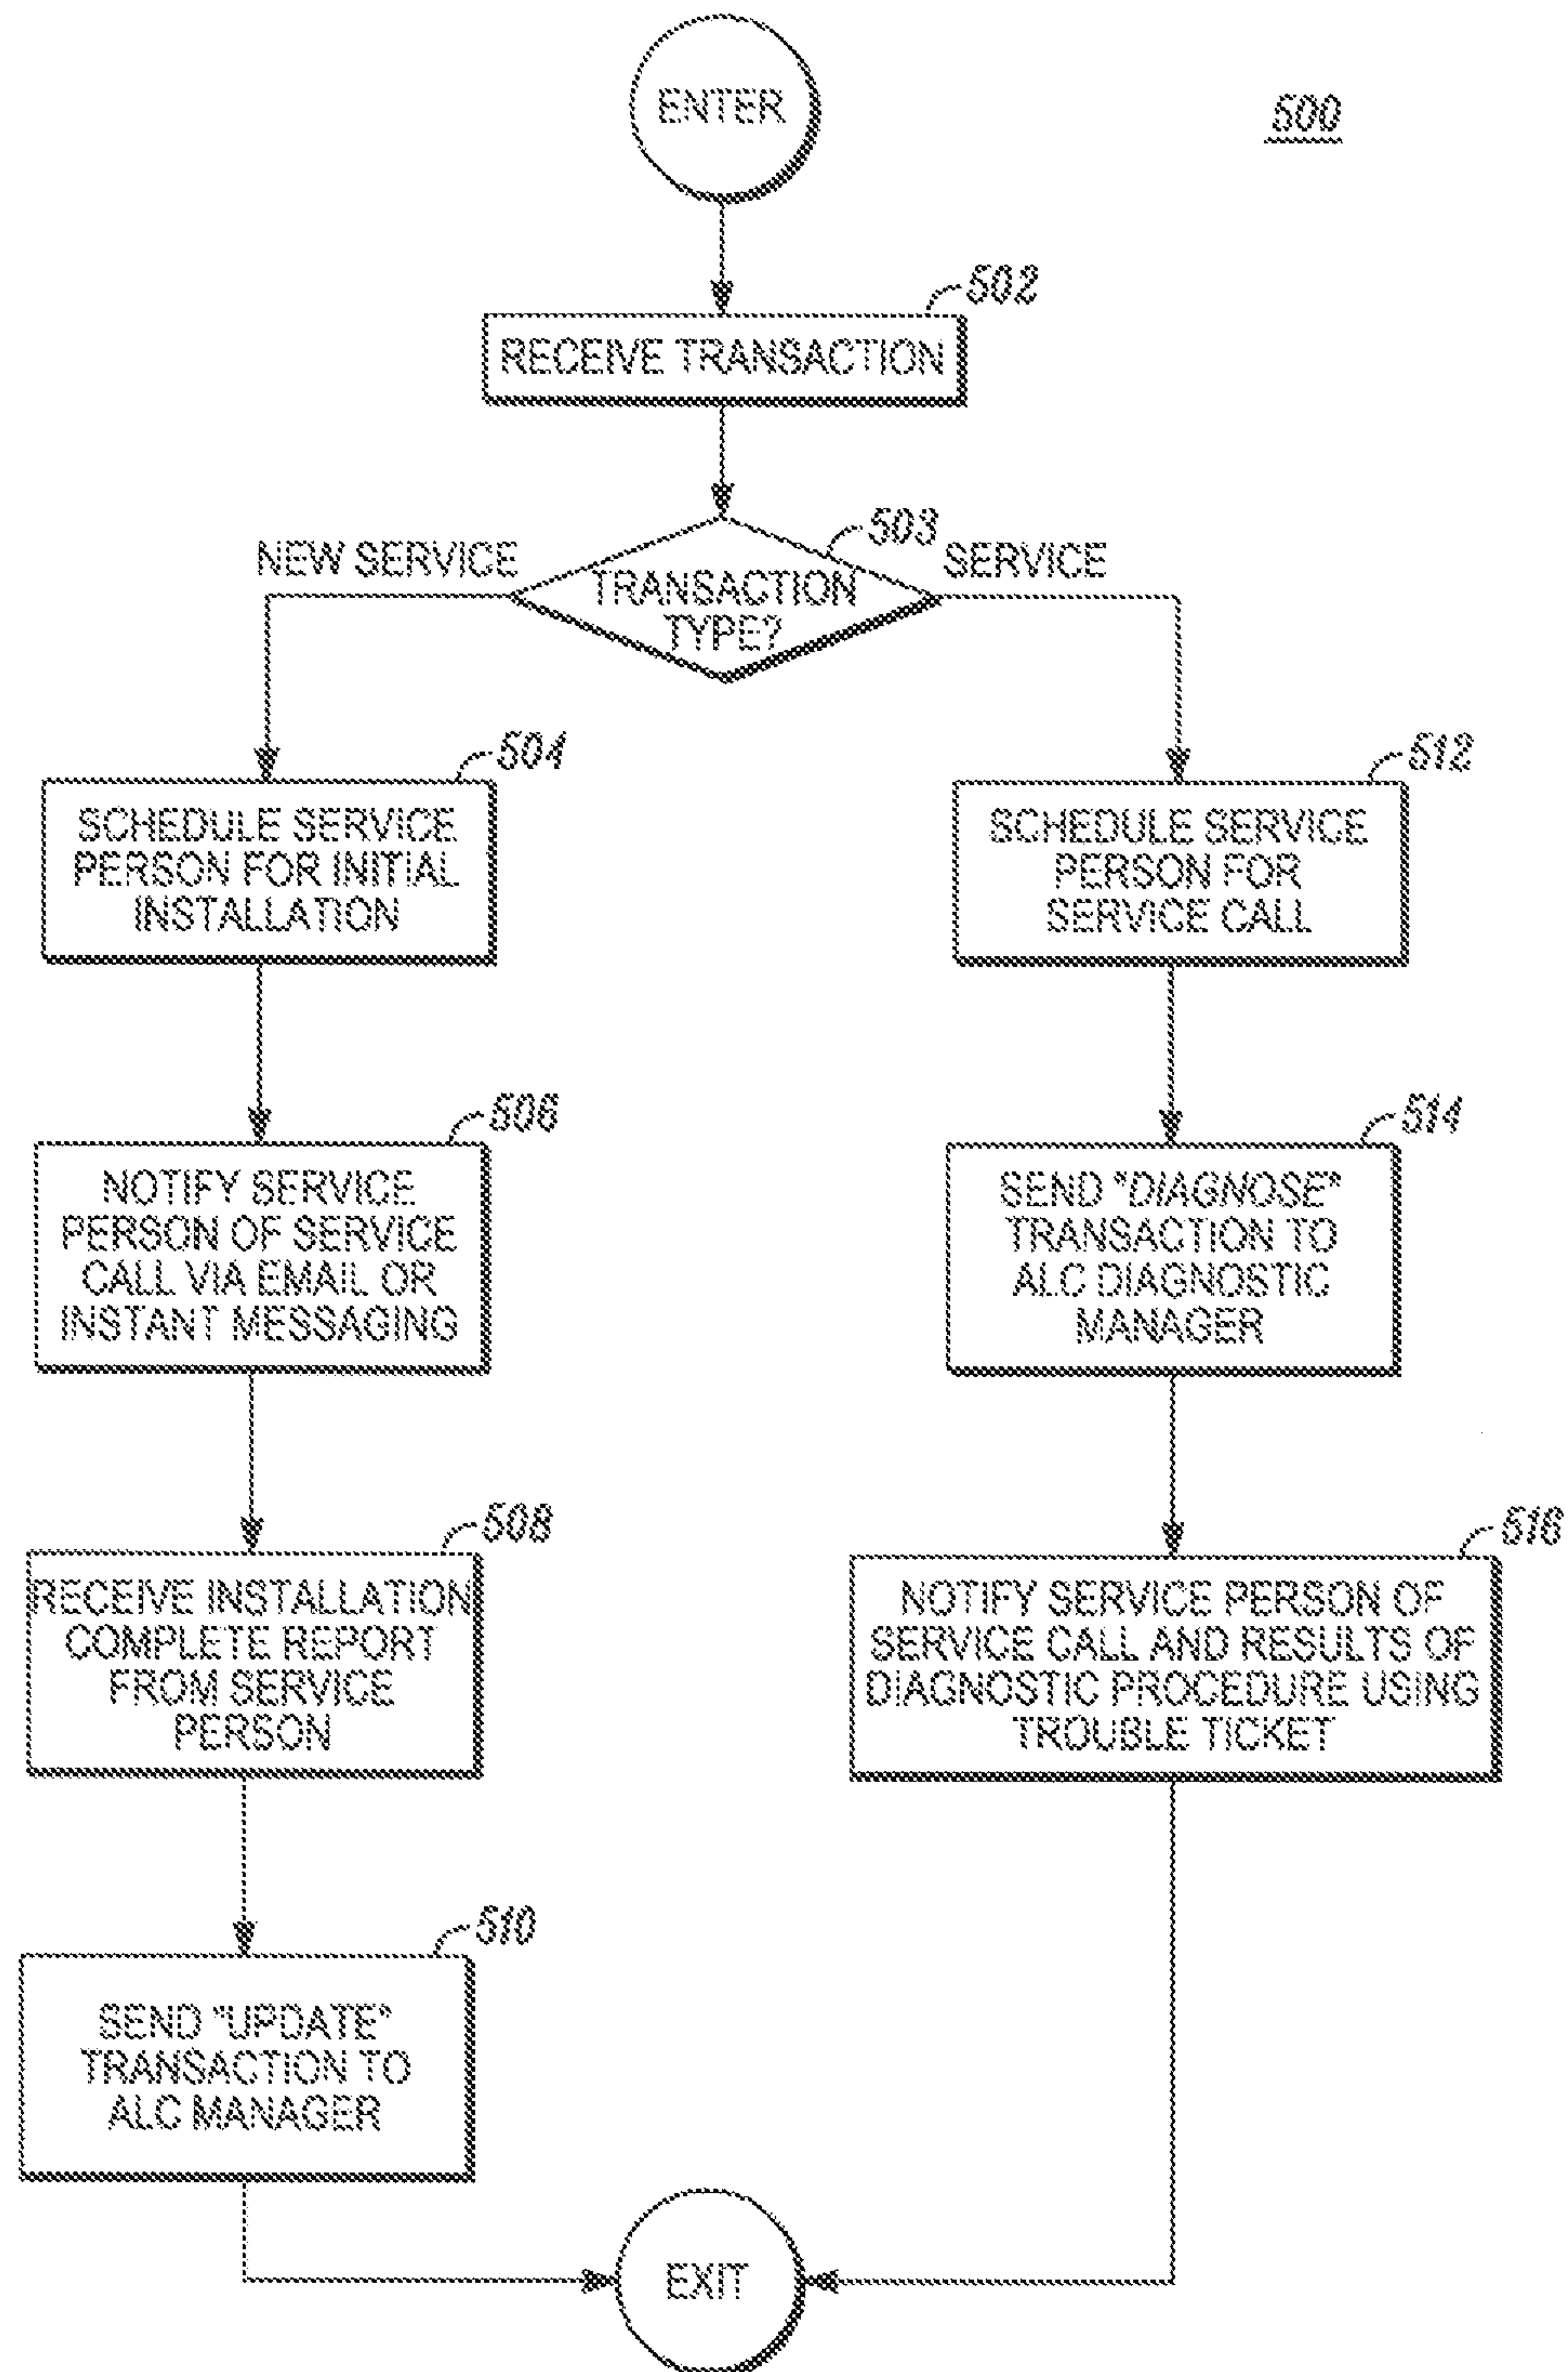 ENTER
500
502
RECEIVE TRANSACTION
503
NEW SERVICE
SERVICE
TRANSACTION
TYPE?
504
SCHEDULE SERVICE
PERSON FOR INITIAL
INSTALLATION
512
SCHEDULE SERVICE
PERSON FOR
SERVICE CALL
506
NOTIFY SERVICE
PERSON OF SERVICE
CALL VIA EMAIL OR
INSTANT MESSAGING
514
SEND "DIAGNOSE"
TRANSACTION TO
ALC DIAGNOSTIC
MANAGER
508
RECEIVE INSTALLATION
COMPLETE REPORT
FROM SERVICE
PERSON
516
NOTIFY SERVICE PERSON OF
SERVICE CALL AND RESULTS OF
DIAGNOSTIC PROCEDURE USING
TROUBLE TICKET
510
SEND "UPDATE"
TRANSACTION TO
ALC MANAGER
EXIT